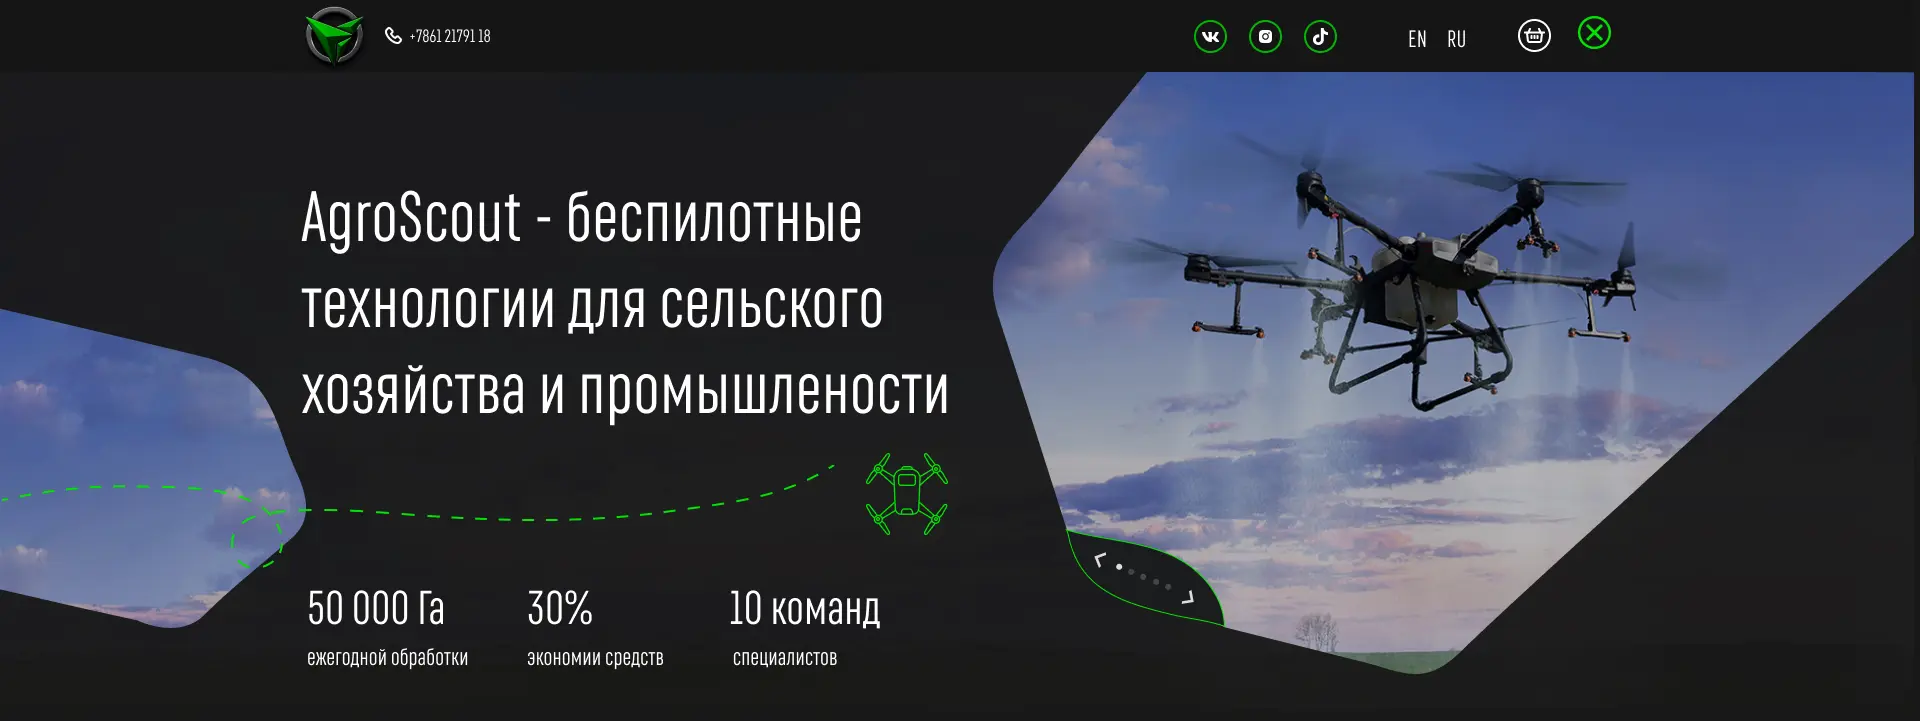 +7861 21791 18
EN RU
AgroScout - беспилотные
технологии для сельского
хозяйства и промышлености
50 000 Га
ежегодной обработки
30%
экономии средств
10 команд
специалистов